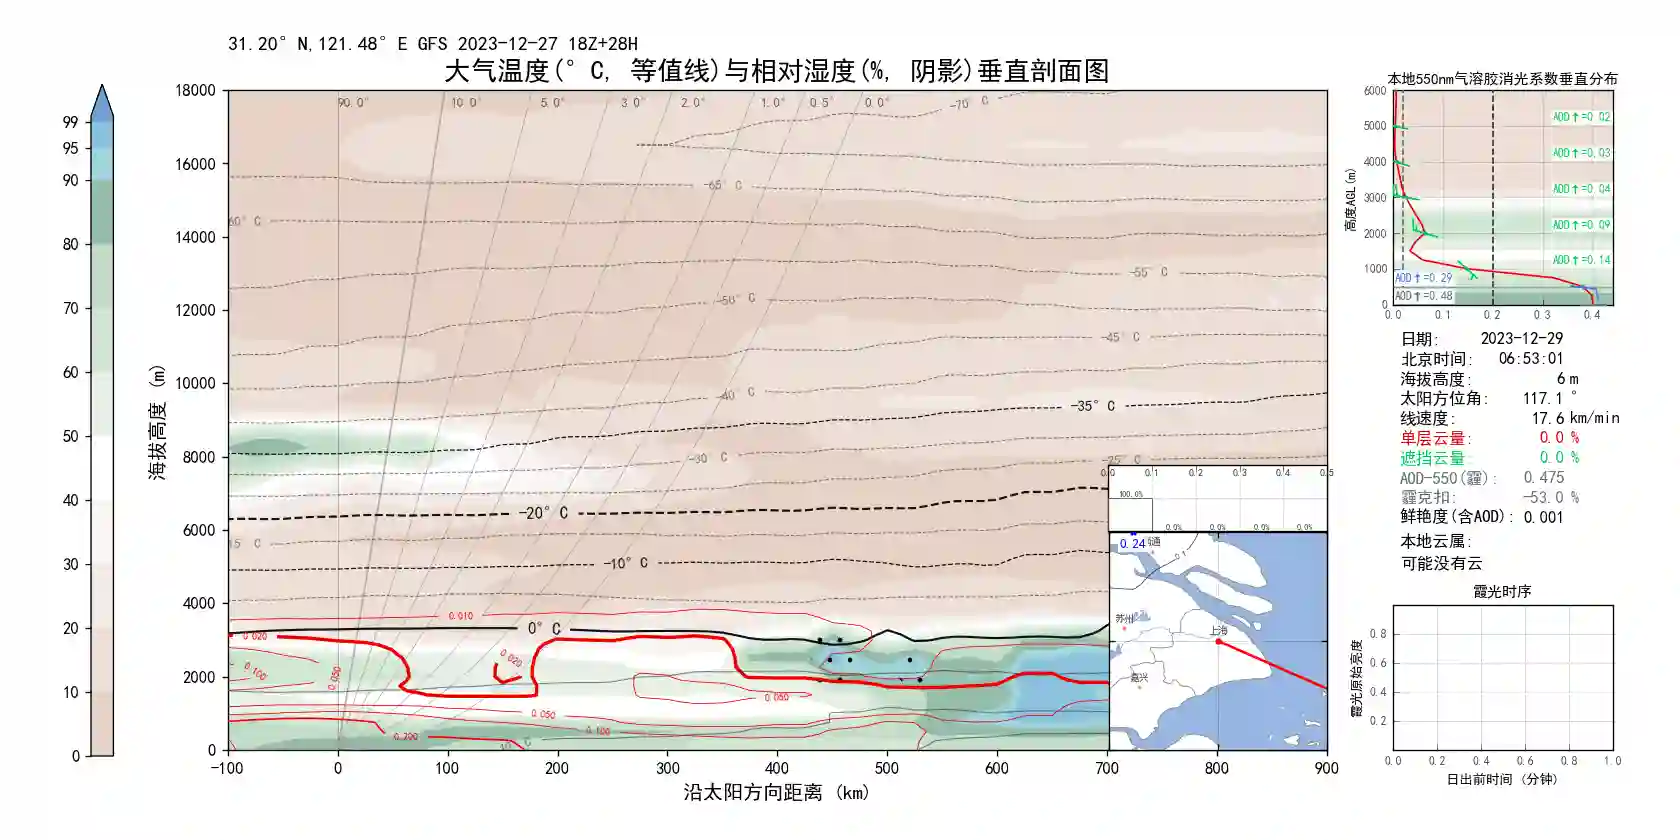 31.20°N,121.48°E GFS 2023-12-27 18Z+28H
大气温度(°C, 等值线)与相对湿度(%, 阴影)垂直剖面图
99
95
90
80
70
60
50
40
30
20
10
0
海拔高度 (m)
18000
16000
14000
12000
10000
8000
6000
4000
2000
0
90.0° 10.0° 5.0° 3.0° 2.0° 1.0° 0.5° 0.0°
-70° C
-65° C
60° C
-55° C
-50° C
-45° C
-40° C
-35° C
-30° C
-25° C
-20° C
15° C
-10° C
0° C
0.010
0.020
0.020
0.100
0.050
0.050
0.050
0.100
0.200
-100 0 100 200 300 400 500 600 700 800 900
沿太阳方向距离 (km)
0.0 0.1 0.2 0.3 0.4 0.5
100.0%
0.0% 0.0% 0.0% 0.0%
0.24
通
0.1
苏州
上海
嘉兴
本地550nm气溶胶消光系数垂直分布
高度AGL(m)
6000
5000
4000
3000
2000
1000
0
AOD↑=0.02
AOD↑=0.03
AOD↑=0.04
AOD↑=0.09
AOD↑=0.14
AOD↑=0.29
AOD↑=0.48
0.0 0.1 0.2 0.3 0.4
日期: 2023-12-29
北京时间: 06:53:01
海拔高度: 6 m
太阳方位角: 117.1 °
线速度: 17.6 km/min
单层云量: 0.0 %
遮挡云量: 0.0 %
AOD-550(霾): 0.475
霾克扣: -53.0 %
鲜艳度(含AOD): 0.001
本地云属:
可能没有云
霞光时序
霞光原始亮度
0.8
0.6
0.4
0.2
0.0 0.2 0.4 0.6 0.8 1.0
日出前时间 (分钟)